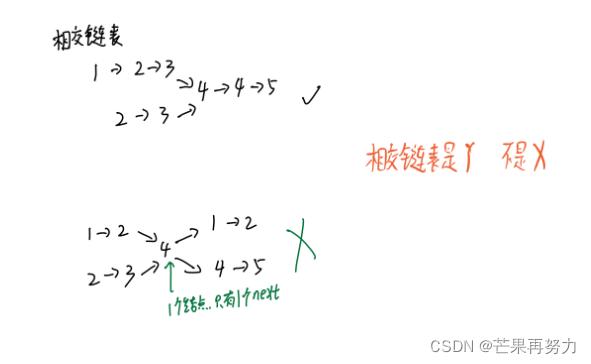 相交链表
1→2→3
→4→4→5 ✓
2→3→
相交链表是Y 不是X
1→2 → → 1→2
4 X
2→3 → → 4→5
1个结点..只有1个next
CSDN @芒果再努力